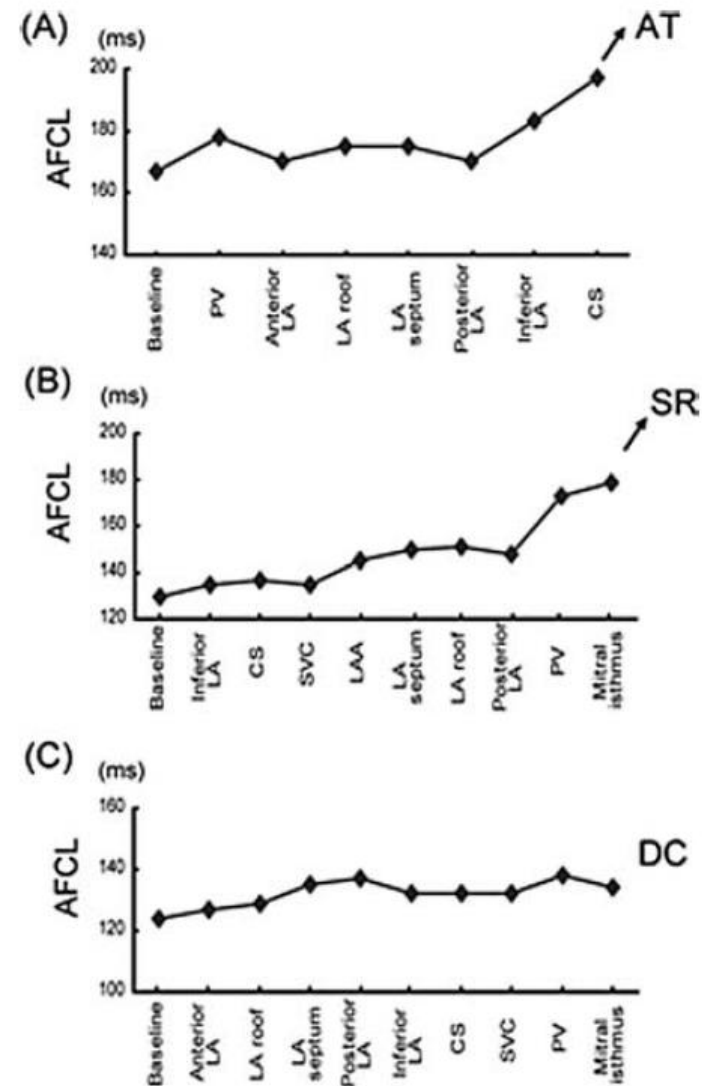 (A)
(ms)
AT
200
180
160
140
AFCL
Baseline
PV
Anterior
LA
LA roof
LA
septum
Posterior
LA
Inferior
LA
CS
(B)
(ms)
SR
200
180
160
140
120
AFCL
Baseline
Inferior
LA
CS
SVC
LAA
LA
septum
LA roof
Posterior
LA
PV
Mitral
isthmus
(C)
(ms)
DC
160
140
120
100
AFCL
Baseline
Anterior
LA
LA roof
LA
septum
Posterior
LA
Inferior
LA
CS
SVC
PV
Mitral
isthmus